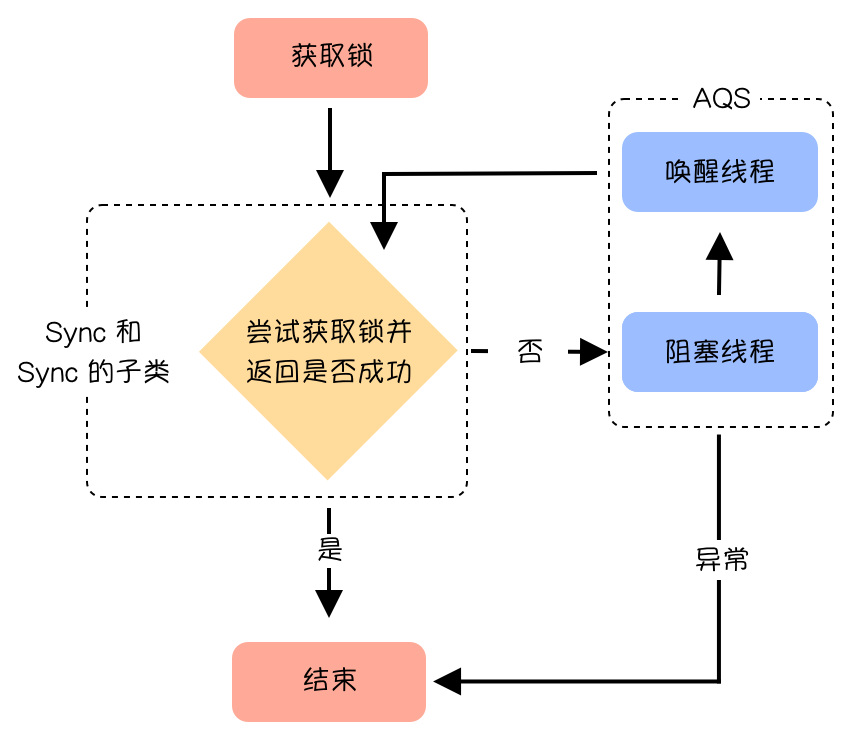 获取锁
AQS
唤醒线程
Sync 和
Sync 的子类
尝试获取锁并
返回是否成功
否
阻塞线程
是
异常
结束